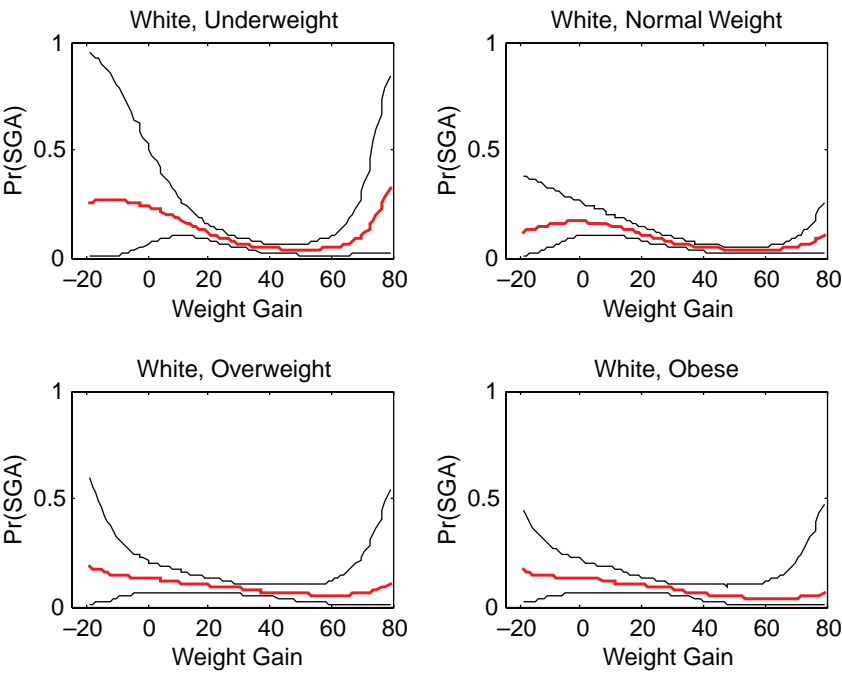 White, Underweight
1
0.5
0
Pr(SGA)
–20 0 20 40 60 80
Weight Gain
White, Normal Weight
1
0.5
0
Pr(SGA)
–20 0 20 40 60 80
Weight Gain
White, Overweight
1
0.5
0
Pr(SGA)
–20 0 20 40 60 80
Weight Gain
White, Obese
1
0.5
0
Pr(SGA)
–20 0 20 40 60 80
Weight Gain